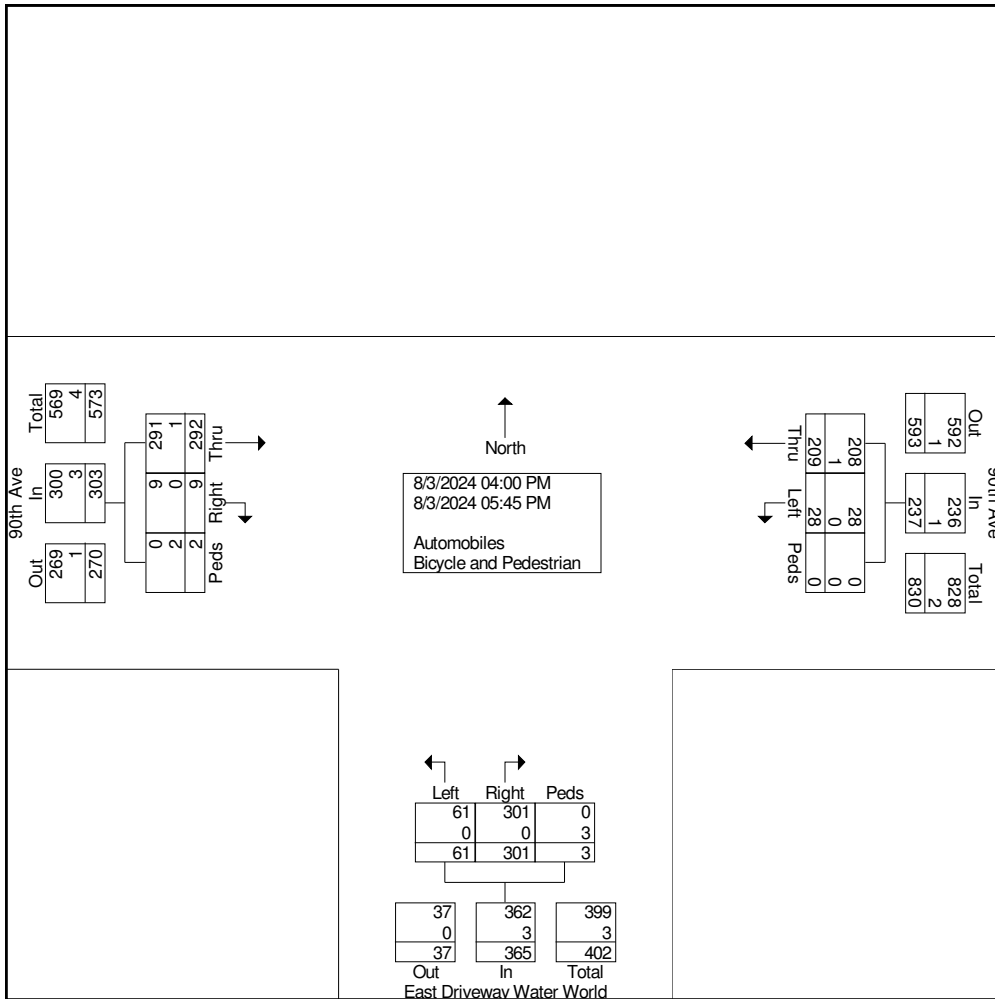 North
8/3/2024 04:00 PM
8/3/2024 05:45 PM
Automobiles
Bicycle and Pedestrian
90th Ave
Out In Total
269 300 569
1 3 4
270 303 573
Thru Right Peds
291 9 0
1 0 2
292 9 2
90th Ave
Out In Total
592 236 828
1 1 2
593 237 830
Thru Left Peds
208 28 0
1 0 0
209 28 0
Left Right Peds
61 301 0
0 0 3
61 301 3
37 362 399
0 3 3
37 365 402
Out In Total
East Driveway Water World